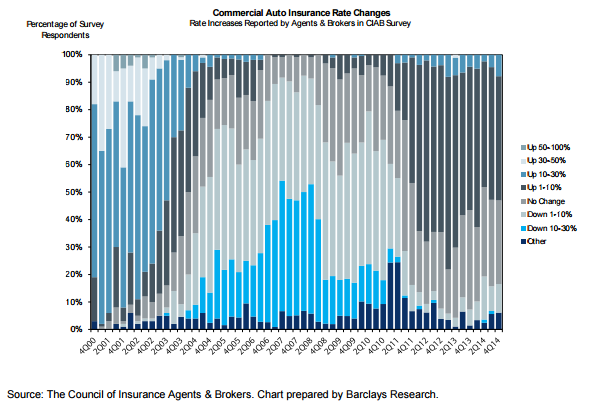 Commercial Auto Insurance Rate Changes
Rate Increases Reported by Agents & Brokers in CIAB Survey
Percentage of Survey
Respondents
100%
90%
80%
70%
60%
50%
40%
30%
20%
10%
0%
Up 50-100%
Up 30-50%
Up 10-30%
Up 1-10%
No Change
Down 1-10%
Down 10-30%
Other
4Q00
2Q01
4Q01
2Q02
4Q02
2Q03
4Q03
2Q04
4Q04
2Q05
4Q05
2Q06
4Q06
2Q07
4Q07
2Q08
4Q08
2Q09
4Q09
2Q10
4Q10
2Q11
4Q11
2Q12
4Q12
2Q13
4Q13
2Q14
4Q14
Source: The Council of Insurance Agents & Brokers. Chart prepared by Barclays Research.